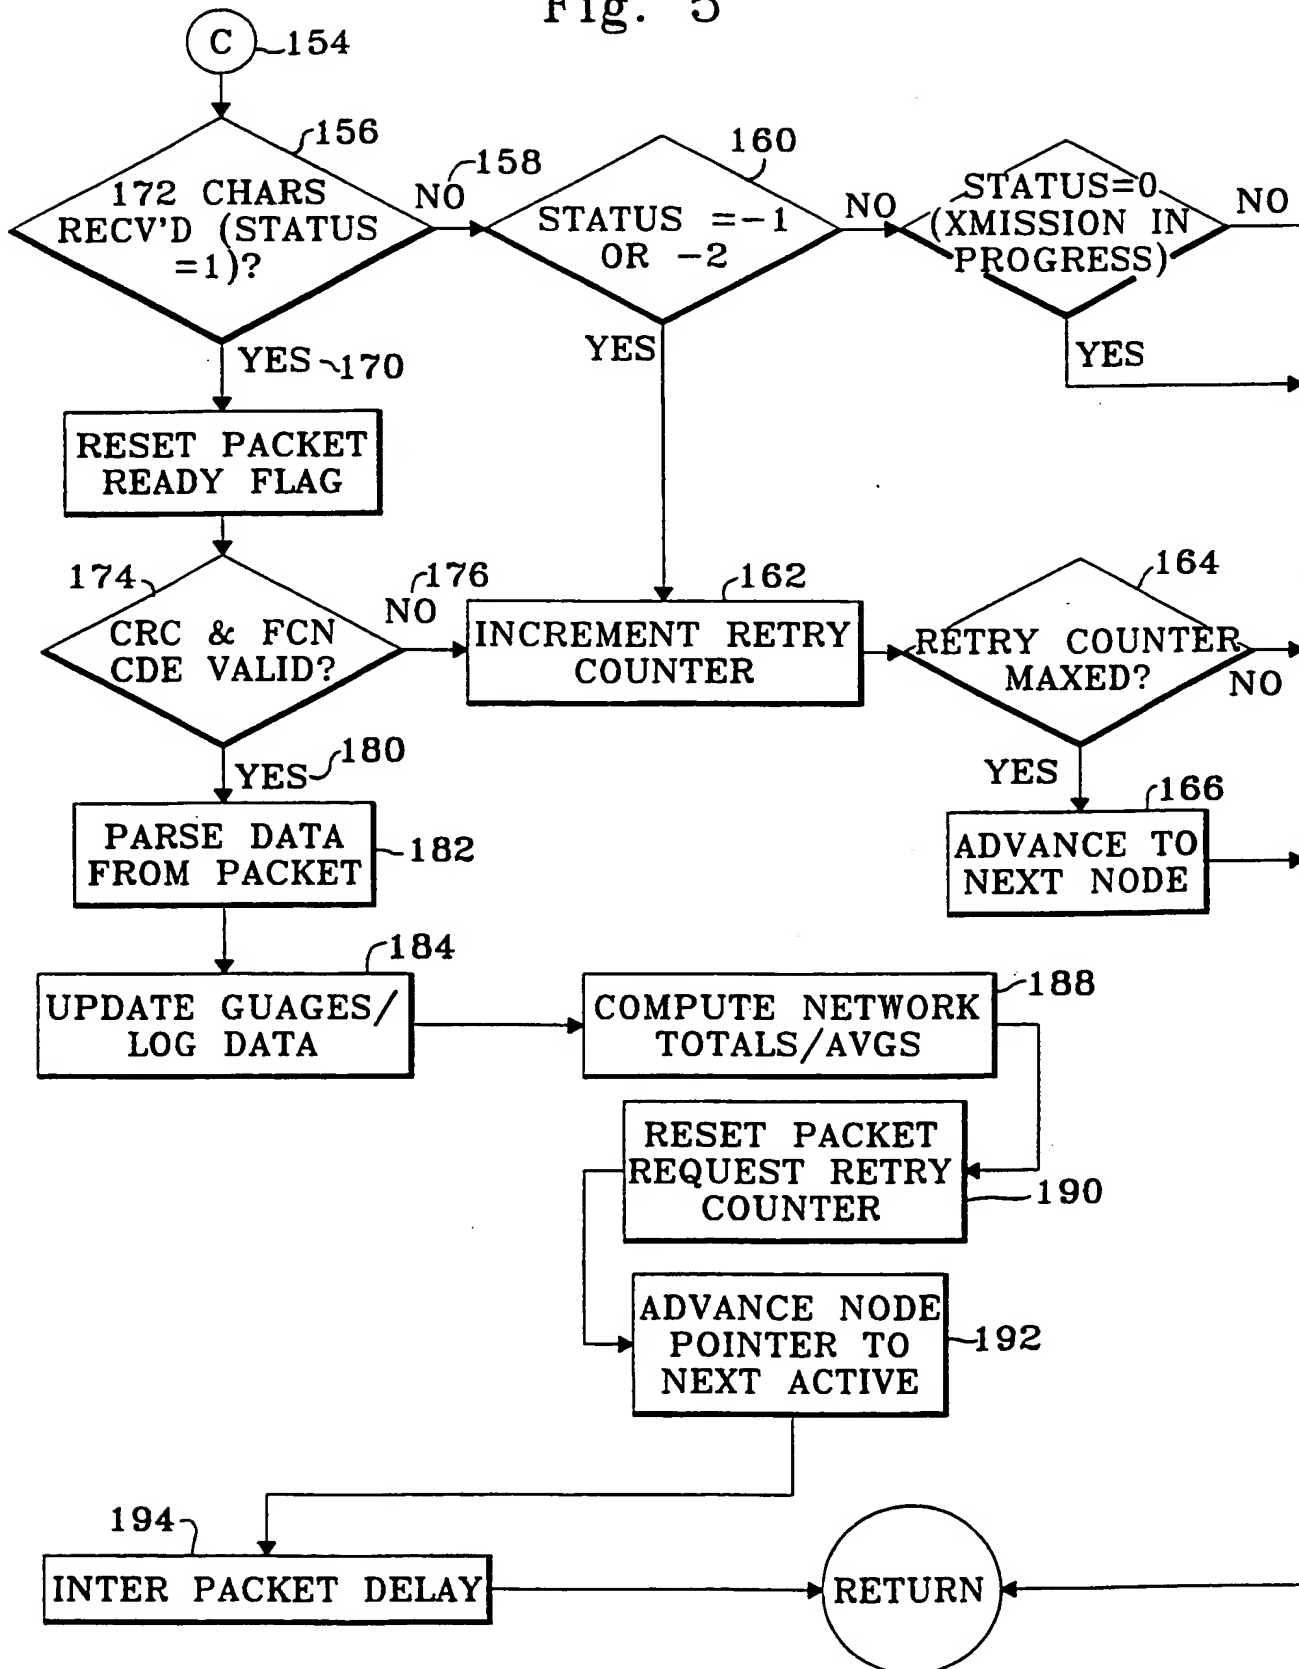 Fig. 5
C
154
156
172 CHARS
RECV'D (STATUS
=1)?
NO
158
160
STATUS =-1
OR -2
NO
STATUS=0
(XMISSION IN
PROGRESS)
NO
YES
170
YES
YES
RESET PACKET
READY FLAG
174
CRC & FCN
CDE VALID?
176
NO
162
INCREMENT RETRY
COUNTER
164
RETRY COUNTER
MAXED?
NO
YES
180
YES
166
PARSE DATA
FROM PACKET
182
ADVANCE TO
NEXT NODE
184
UPDATE GUAGES/
LOG DATA
188
COMPUTE NETWORK
TOTALS/AVGS
RESET PACKET
REQUEST RETRY
COUNTER
190
ADVANCE NODE
POINTER TO
NEXT ACTIVE
192
194
INTER PACKET DELAY
RETURN